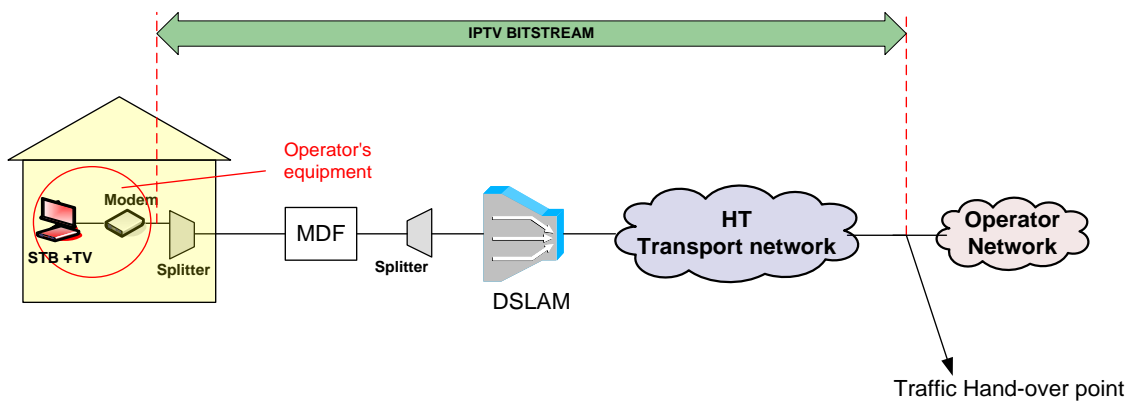 IPTV BITSTREAM
Operator's
equipment
Modem
STB +TV
Splitter
MDF
Splitter
DSLAM
HT
Transport network
Operator
Network
Traffic Hand-over point